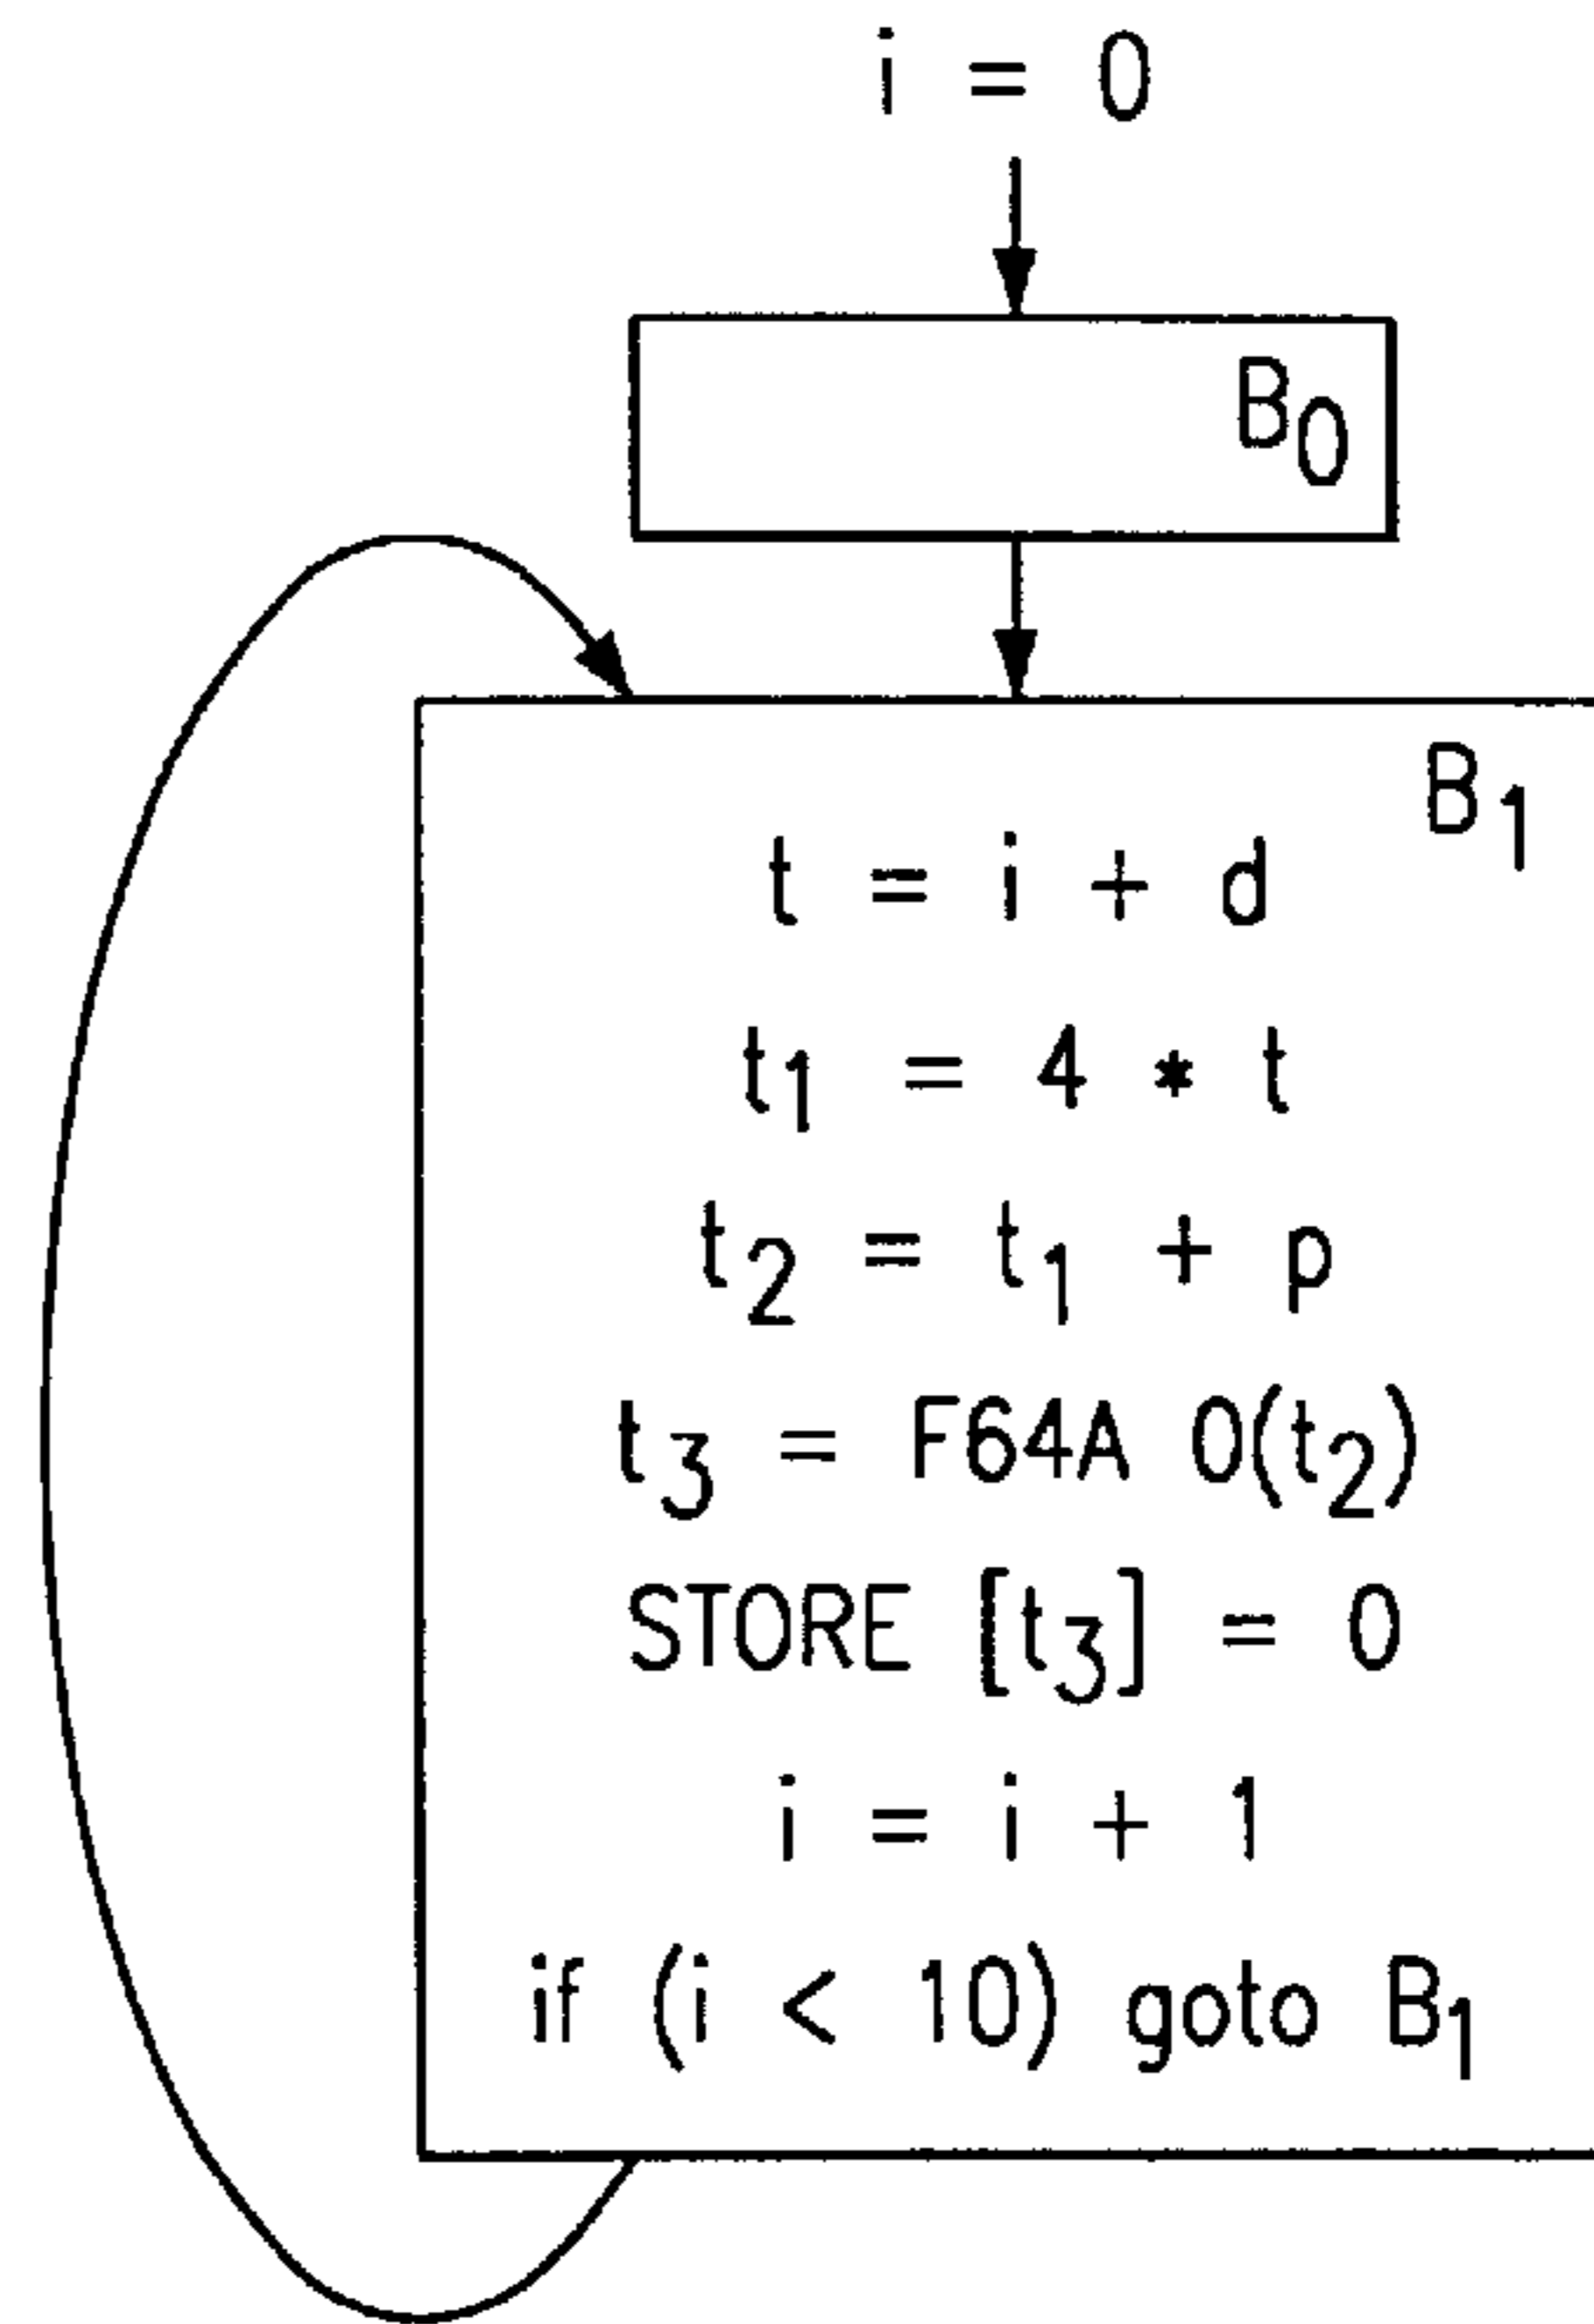 i = 0
B₀
B₁
t = i + d
t₁ = 4 * t
t₂ = t₁ + p
t₃ = F64A 0(t₂)
STORE [t₃] = 0
i = i + 1
if (i < 10) goto B₁